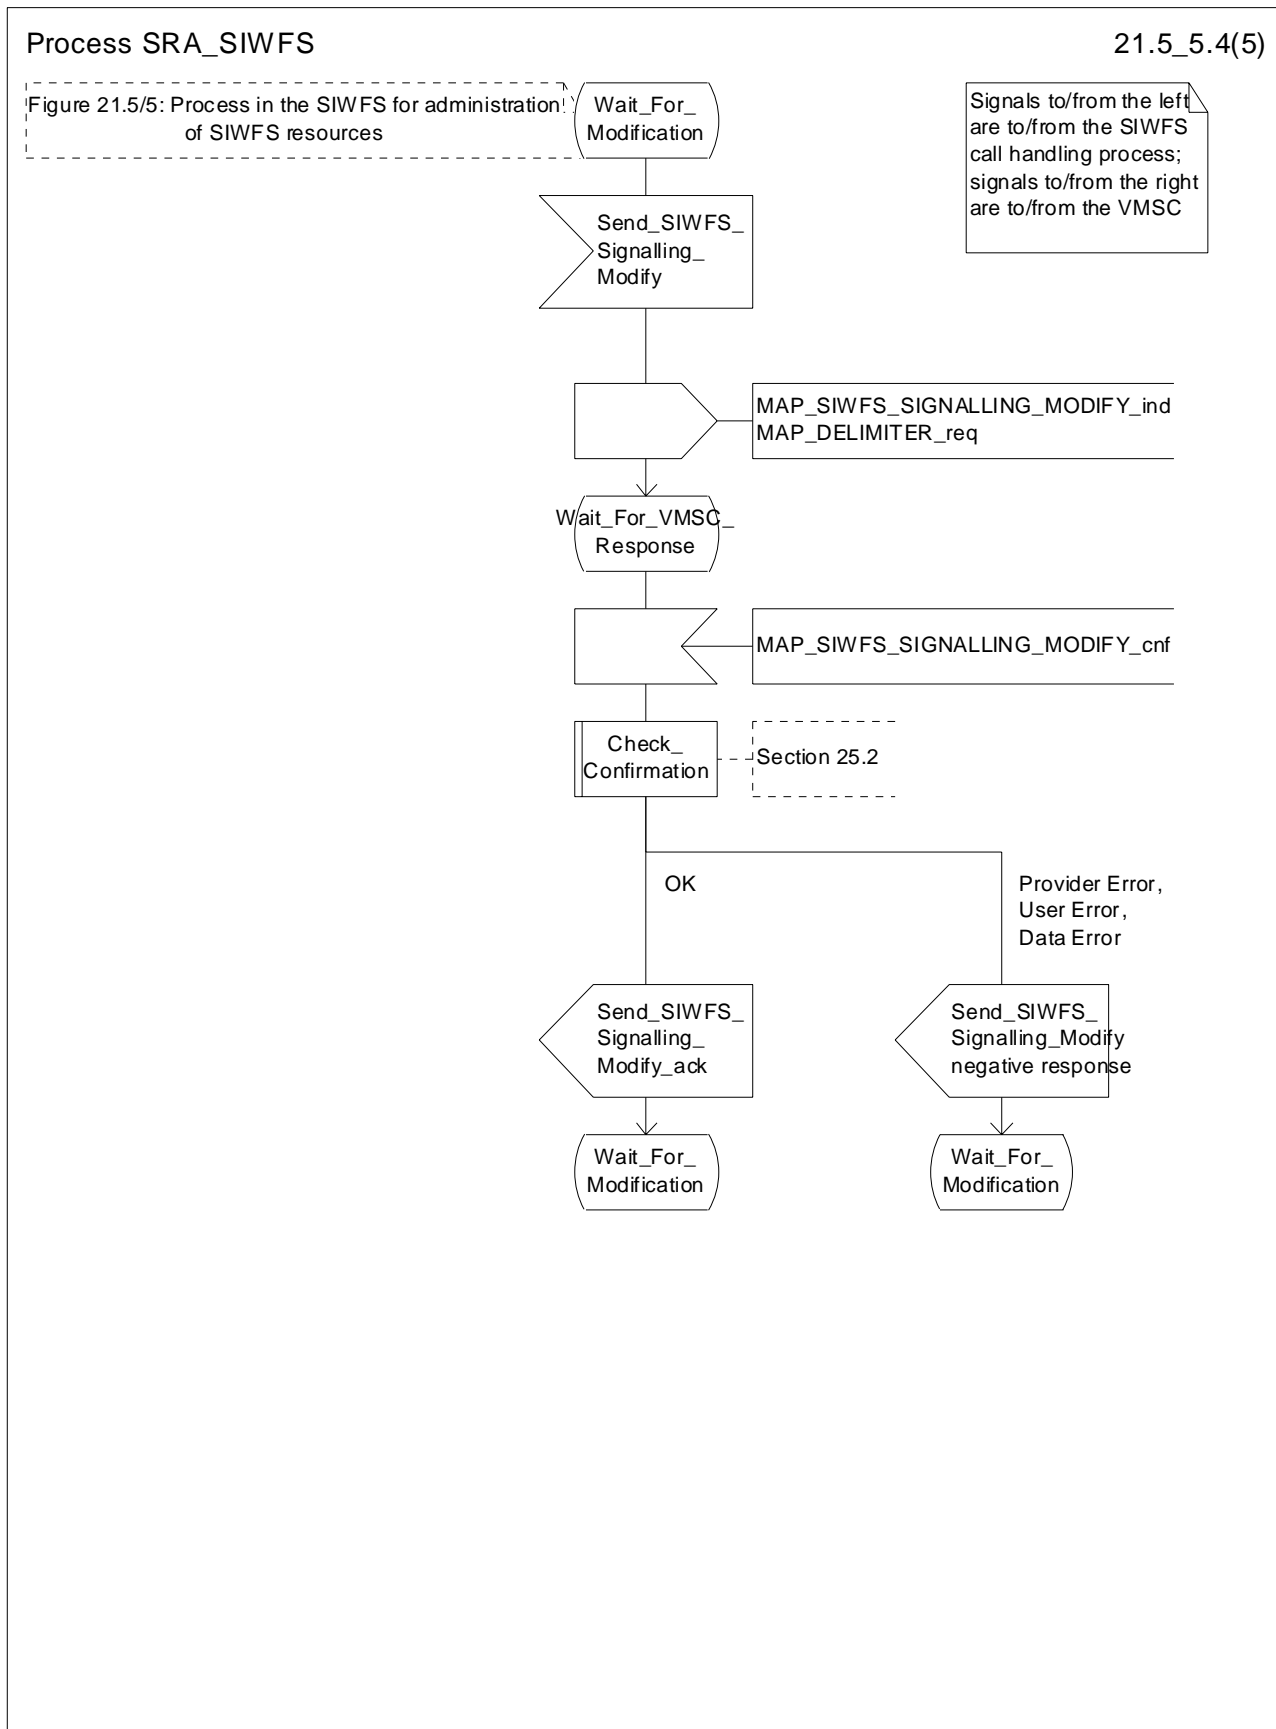 Process SRA_SIWFS
21.5_5.4(5)
Figure 21.5/5: Process in the SIWFS for administration
of SIWFS resources
Wait_For_
Modification
Signals to/from the left
are to/from the SIWFS
call handling process;
signals to/from the right
are to/from the VMSC
Send_SIWFS_
Signalling_
Modify
MAP_SIWFS_SIGNALLING_MODIFY_ind
MAP_DELIMITER_req
Wait_For_VMSC_
Response
MAP_SIWFS_SIGNALLING_MODIFY_cnf
Check_
Confirmation
Section 25.2
OK
Provider Error,
User Error,
Data Error
Send_SIWFS_
Signalling_
Modify_ack
Send_SIWFS_
Signalling_Modify
negative response
Wait_For_
Modification
Wait_For_
Modification